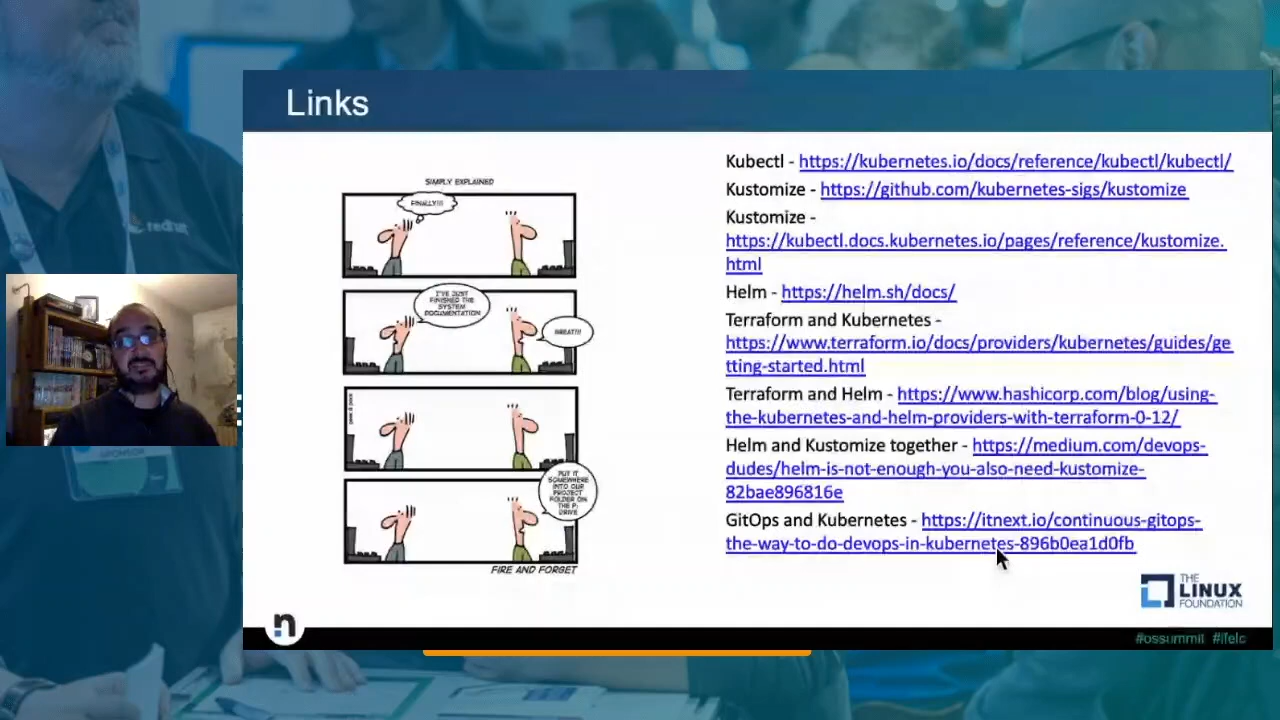 Links
SIMPLY EXPLAINED
FINALLY!!!
I'VE JUST
FINISHED THE
SYSTEM
DOCUMENTATION
GREAT!!!
PUT IT
SOMEWHERE
INTO OUR
PROJECT
FOLDER ON
THE P:
DRIVE
FIRE AND FORGET
Kubectl - https://kubernetes.io/docs/reference/kubectl/kubectl/
Kustomize - https://github.com/kubernetes-sigs/kustomize
Kustomize -
https://kubectl.docs.kubernetes.io/pages/reference/kustomize.
html
Helm - https://helm.sh/docs/
Terraform and Kubernetes -
https://www.terraform.io/docs/providers/kubernetes/guides/ge
tting-started.html
Terraform and Helm - https://www.hashicorp.com/blog/using-
the-kubernetes-and-helm-providers-with-terraform-0-12/
Helm and Kustomize together - https://medium.com/devops-
dudes/helm-is-not-enough-you-also-need-kustomize-
82bae896816e
GitOps and Kubernetes - https://itnext.io/continuous-gitops-
the-way-to-do-devops-in-kubernetes-896b0ea1d0fb
THE
LINUX
FOUNDATION
n
#ossummit #lfelc
redhat
SPONSOR